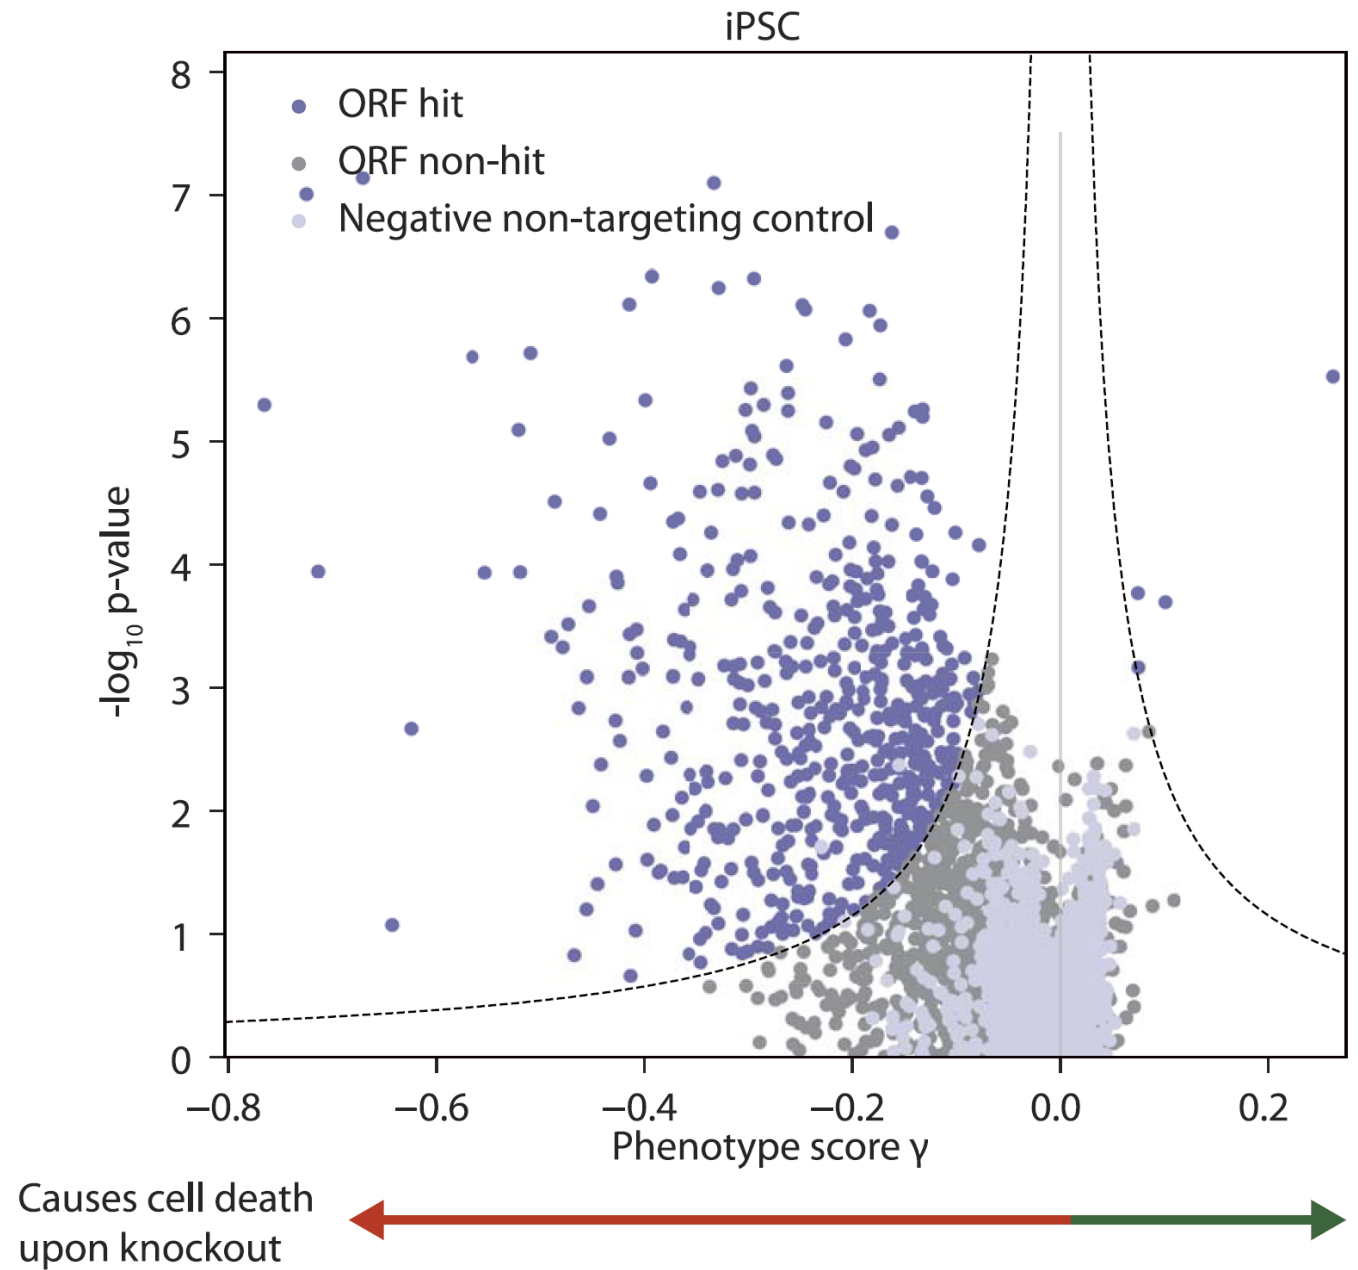 iPSC
ORF hit
ORF non-hit
Negative non-targeting control
8
7
6
5
4
3
2
1
0
-log₁₀ p-value
−0.8 −0.6 −0.4 −0.2 0.0 0.2
Phenotype score γ
Causes cell death
upon knockout